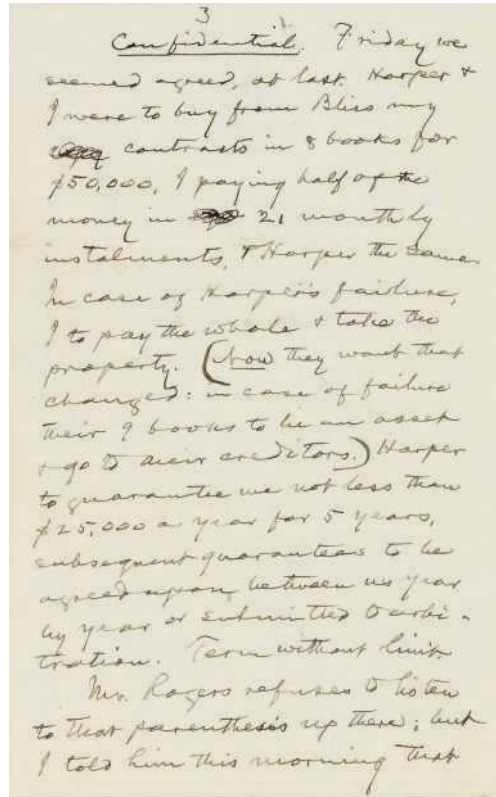 3
Confidential. Friday we
seemed agreed, at last. Harper &
I were to buy from Bliss my
contracts in 8 books for
$50,000, I paying half of the
money in 21 monthly
instalments, & Harper the same.
In case of Harper's failure,
I to pay the whole & take the
property. (Now they want that
changed: in case of failure
their 9 books to be an asset
& go to their creditors.) Harper
to guarantee me not less than
$25,000 a year for 5 years,
subsequent guarantees to be
agreed upon between us year
by year or submitted to arbi-
tration. Term without limit.
Mr. Rogers refuses to listen
to that parenthesis up there; but
I told him this morning that